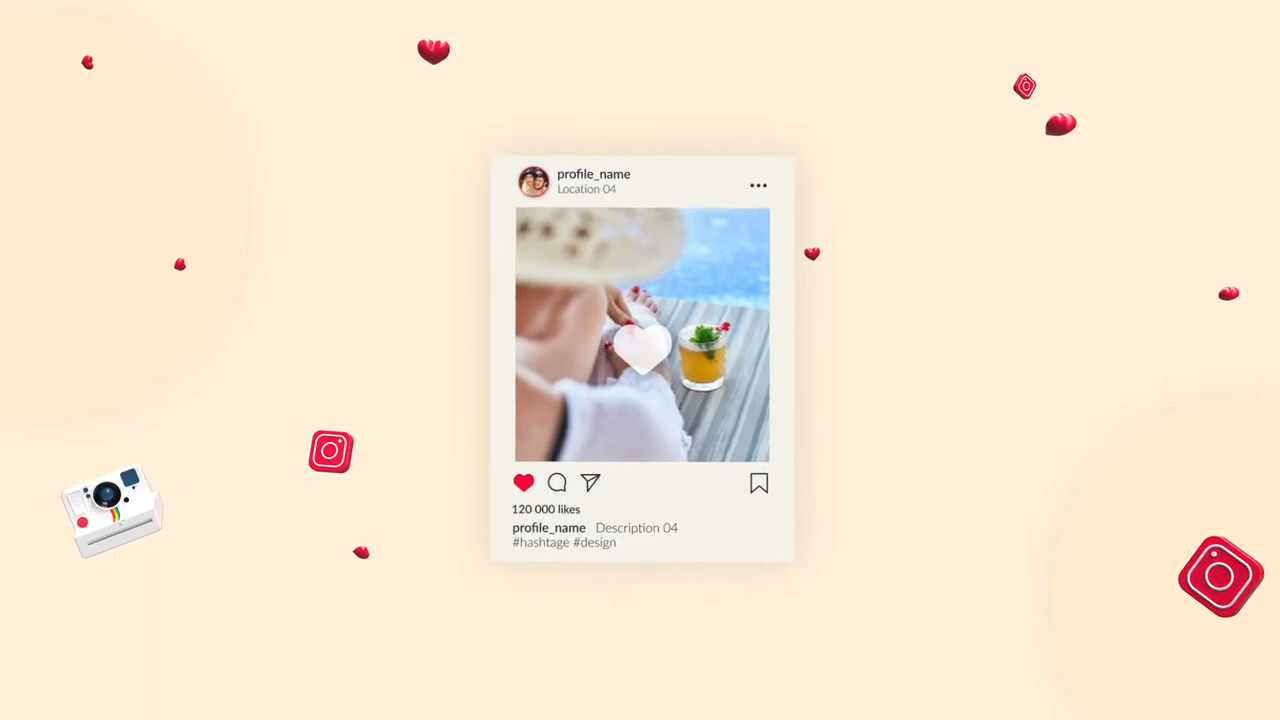 profile_name
Location 04
120 000 likes
profile_name Description 04
#hashtage #design